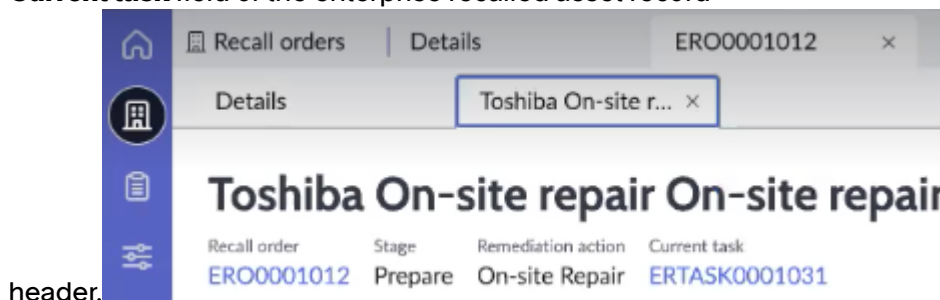 Current task field of the enterprise recalled asset record
Recall orders Details ERO0001012 ×
Details Toshiba On-site r... ×
Toshiba On-site repair On-site repair
Recall order Stage Remediation action Current task
ERO0001012 Prepare On-site Repair ERTASK0001031
header.